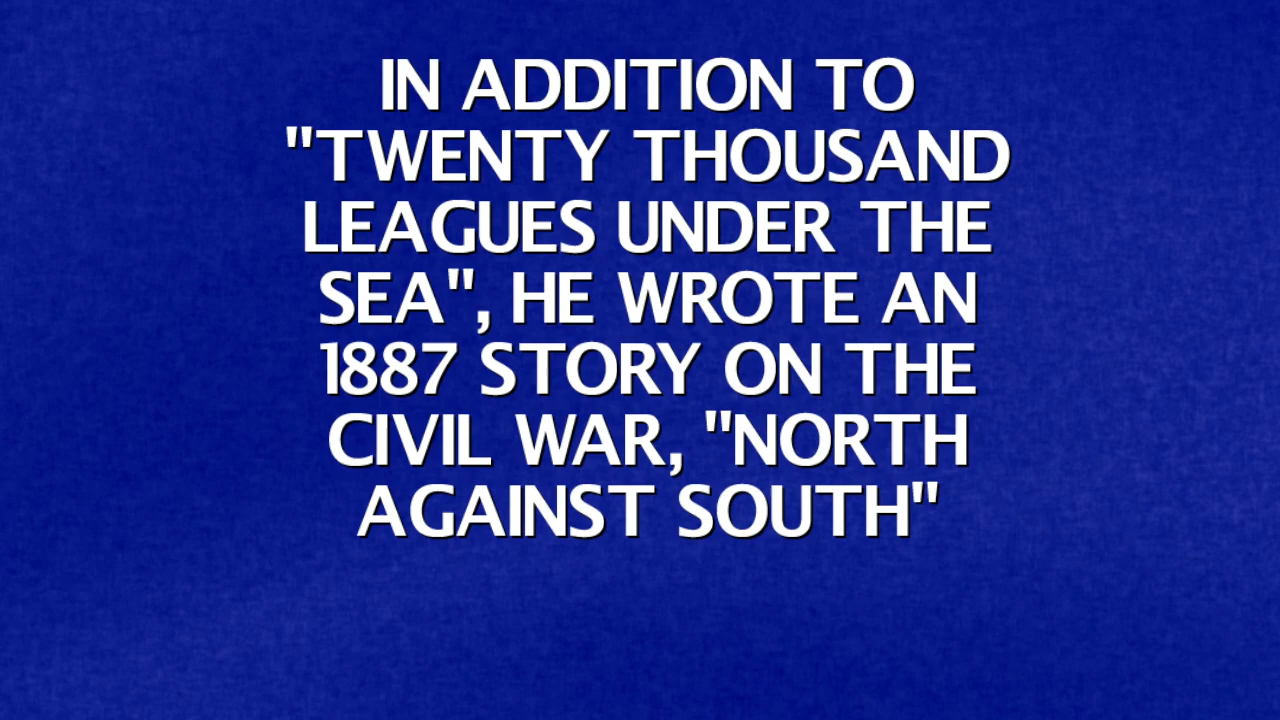 IN ADDITION TO
"TWENTY THOUSAND
LEAGUES UNDER THE
SEA", HE WROTE AN
1887 STORY ON THE
CIVIL WAR, "NORTH
AGAINST SOUTH"